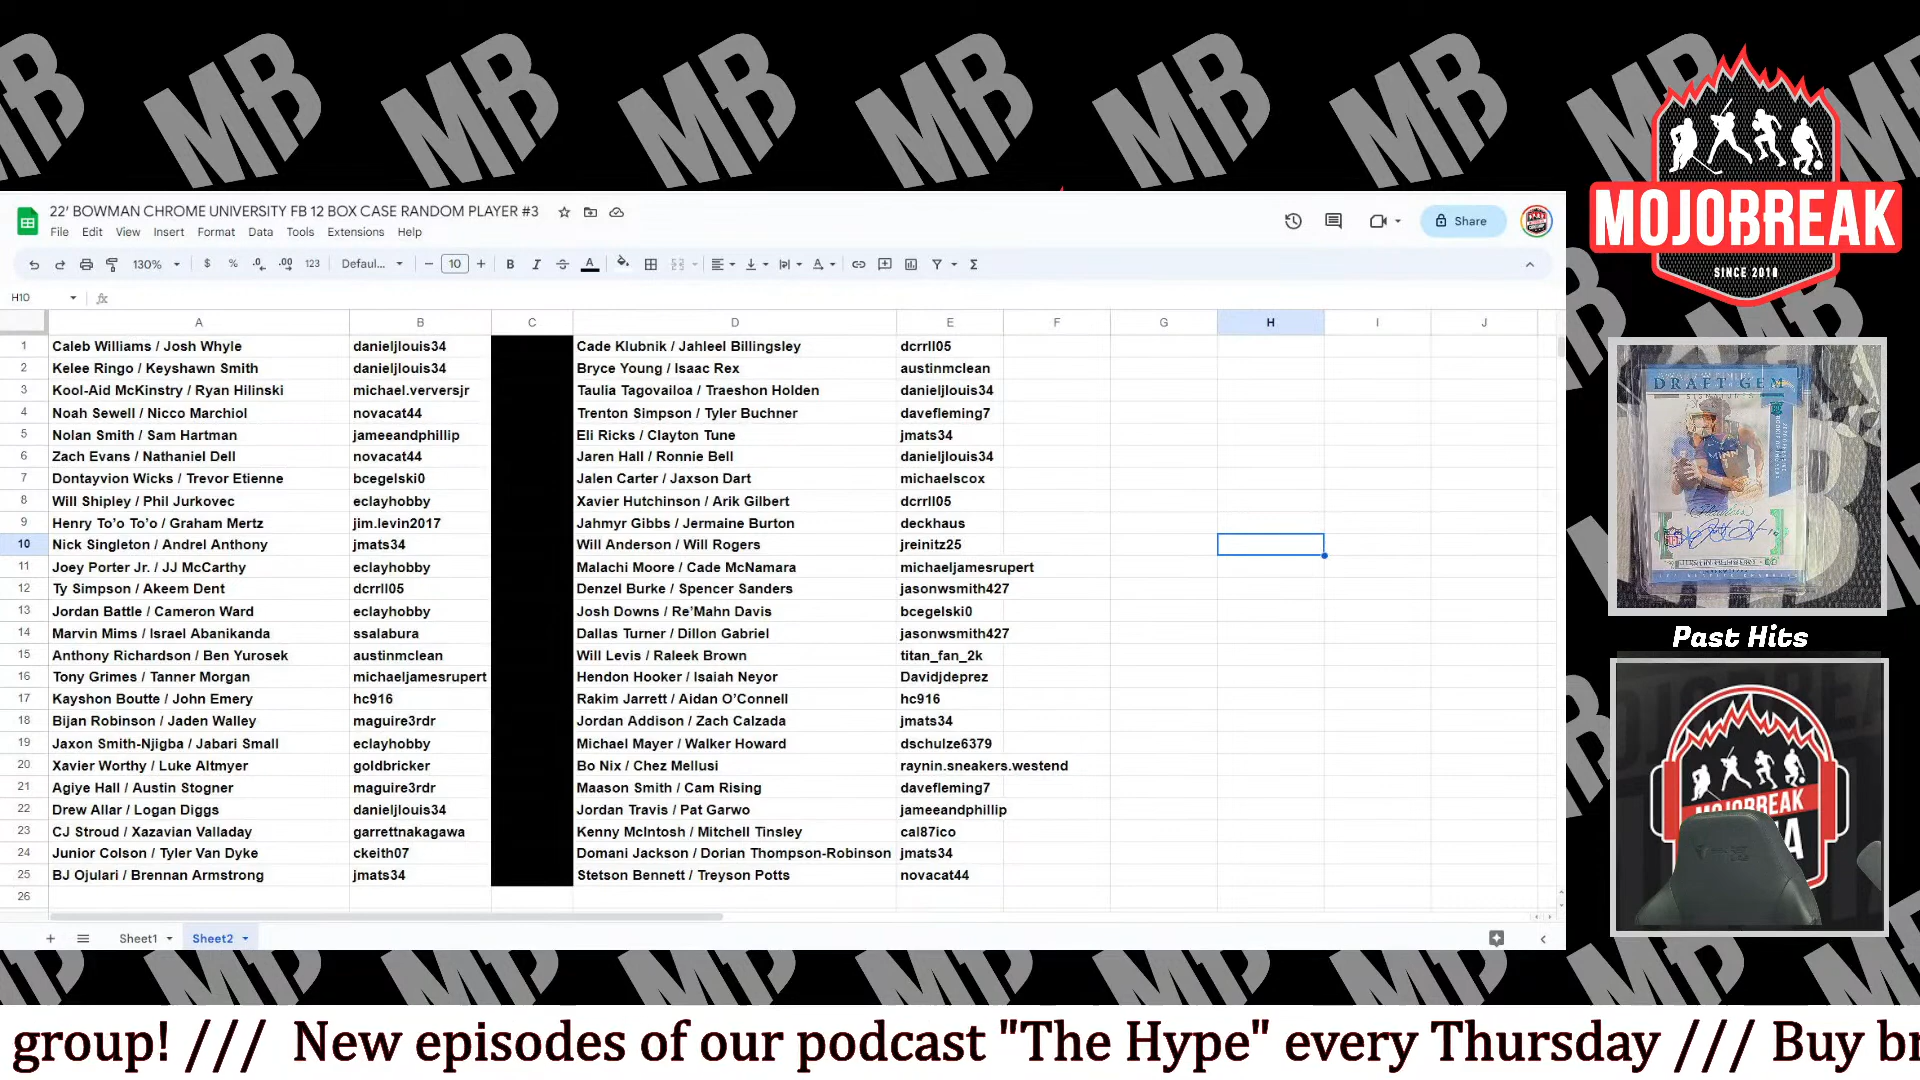 MOJOBREAK
SINCE 2010
22' BOWMAN CHROME UNIVERSITY FB 12 BOX CASE RANDOM PLAYER #3
File Edit View Insert Format Data Tools Extensions Help
Share
130% $ % .0 .00 123 Defaul... − 10 + B I S A
H10 fx
A B C D E F G H I J
1 Caleb Williams / Josh Whyle danieljlouis34 Cade Klubnik / Jahleel Billingsley dcrrll05
2 Kelee Ringo / Keyshawn Smith danieljlouis34 Bryce Young / Isaac Rex austinmclean
3 Kool-Aid McKinstry / Ryan Hilinski michael.verversjr Taulia Tagovailoa / Traeshon Holden danieljlouis34
4 Noah Sewell / Nicco Marchiol novacat44 Trenton Simpson / Tyler Buchner davefleming7
5 Nolan Smith / Sam Hartman jameeandphillip Eli Ricks / Clayton Tune jmats34
6 Zach Evans / Nathaniel Dell novacat44 Jaren Hall / Ronnie Bell danieljlouis34
7 Dontayvion Wicks / Trevor Etienne bcegelski0 Jalen Carter / Jaxson Dart michaelscox
8 Will Shipley / Phil Jurkovec eclayhobby Xavier Hutchinson / Arik Gilbert dcrrll05
9 Henry To'o To'o / Graham Mertz jim.levin2017 Jahmyr Gibbs / Jermaine Burton deckhaus
10 Nick Singleton / Andrel Anthony jmats34 Will Anderson / Will Rogers jreinitz25
11 Joey Porter Jr. / JJ McCarthy eclayhobby Malachi Moore / Cade McNamara michaeljamesrupert
12 Ty Simpson / Akeem Dent dcrrll05 Denzel Burke / Spencer Sanders jasonwsmith427
13 Jordan Battle / Cameron Ward eclayhobby Josh Downs / Re'Mahn Davis bcegelski0
14 Marvin Mims / Israel Abanikanda ssalabura Dallas Turner / Dillon Gabriel jasonwsmith427
15 Anthony Richardson / Ben Yurosek austinmclean Will Levis / Raleek Brown titan_fan_2k
16 Tony Grimes / Tanner Morgan michaeljamesrupert Hendon Hooker / Isaiah Neyor Davidjdeprez
17 Kayshon Boutte / John Emery hc916 Rakim Jarrett / Aidan O'Connell hc916
18 Bijan Robinson / Jaden Walley maguire3rdr Jordan Addison / Zach Calzada jmats34
19 Jaxon Smith-Njigba / Jabari Small eclayhobby Michael Mayer / Walker Howard dschulze6379
20 Xavier Worthy / Luke Altmyer goldbricker Bo Nix / Chez Mellusi raynin.sneakers.westend
21 Agiye Hall / Austin Stogner maguire3rdr Maason Smith / Cam Rising davefleming7
22 Drew Allar / Logan Diggs danieljlouis34 Jordan Travis / Pat Garwo jameeandphillip
23 CJ Stroud / Xazavian Valladay garrettnakagawa Kenny McIntosh / Mitchell Tinsley cal87ico
24 Junior Colson / Tyler Van Dyke ckeith07 Domani Jackson / Dorian Thompson-Robinson jmats34
25 BJ Ojulari / Brennan Armstrong jmats34 Stetson Bennett / Treyson Potts novacat44
26
Sheet1 Sheet2
DRAFT GEM
SIGNATURES
Past Hits
MOJOBREAK
group! /// New episodes of our podcast "The Hype" every Thursday /// Buy br